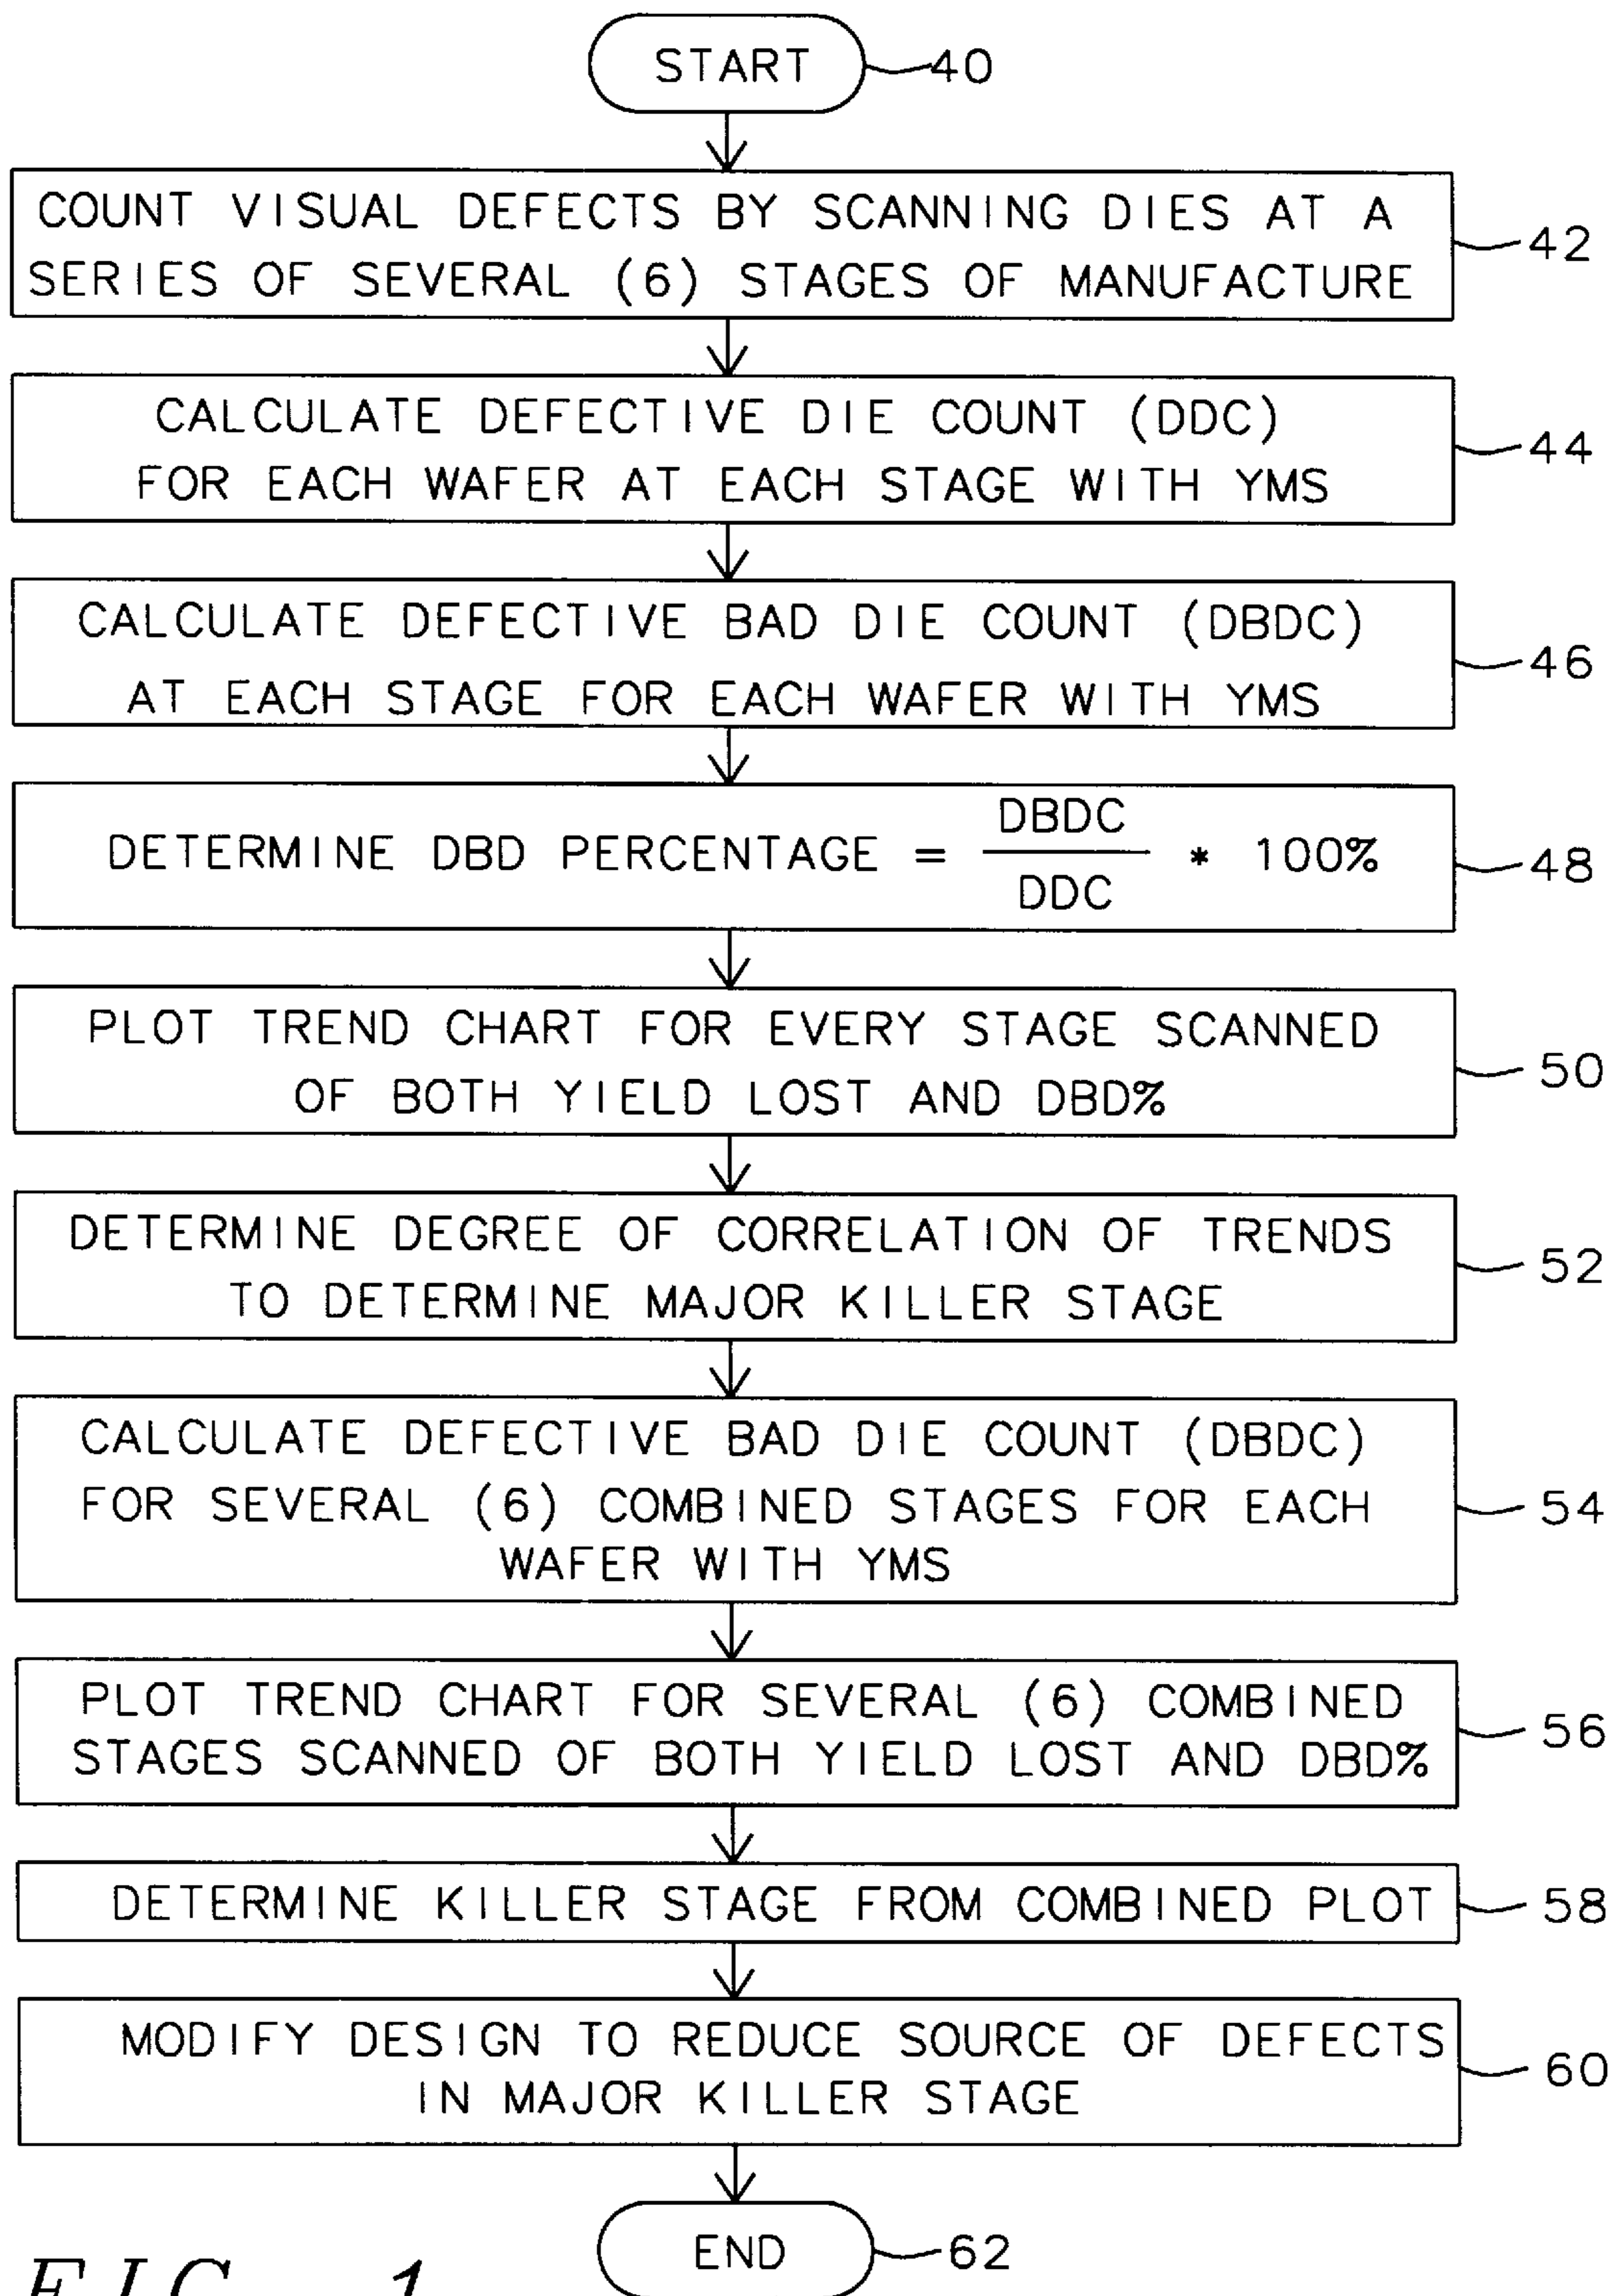 START 40
COUNT VISUAL DEFECTS BY SCANNING DIES AT A
SERIES OF SEVERAL (6) STAGES OF MANUFACTURE
42
CALCULATE DEFECTIVE DIE COUNT (DDC)
FOR EACH WAFER AT EACH STAGE WITH YMS
44
CALCULATE DEFECTIVE BAD DIE COUNT (DBDC)
AT EACH STAGE FOR EACH WAFER WITH YMS
46
DBDC
DETERMINE DBD PERCENTAGE = * 100%
DDC
48
PLOT TREND CHART FOR EVERY STAGE SCANNED
OF BOTH YIELD LOST AND DBD%
50
DETERMINE DEGREE OF CORRELATION OF TRENDS
TO DETERMINE MAJOR KILLER STAGE
52
CALCULATE DEFECTIVE BAD DIE COUNT (DBDC)
FOR SEVERAL (6) COMBINED STAGES FOR EACH
WAFER WITH YMS
54
PLOT TREND CHART FOR SEVERAL (6) COMBINED
STAGES SCANNED OF BOTH YIELD LOST AND DBD%
56
DETERMINE KILLER STAGE FROM COMBINED PLOT
58
MODIFY DESIGN TO REDUCE SOURCE OF DEFECTS
IN MAJOR KILLER STAGE
60
END 62
FIG. 1